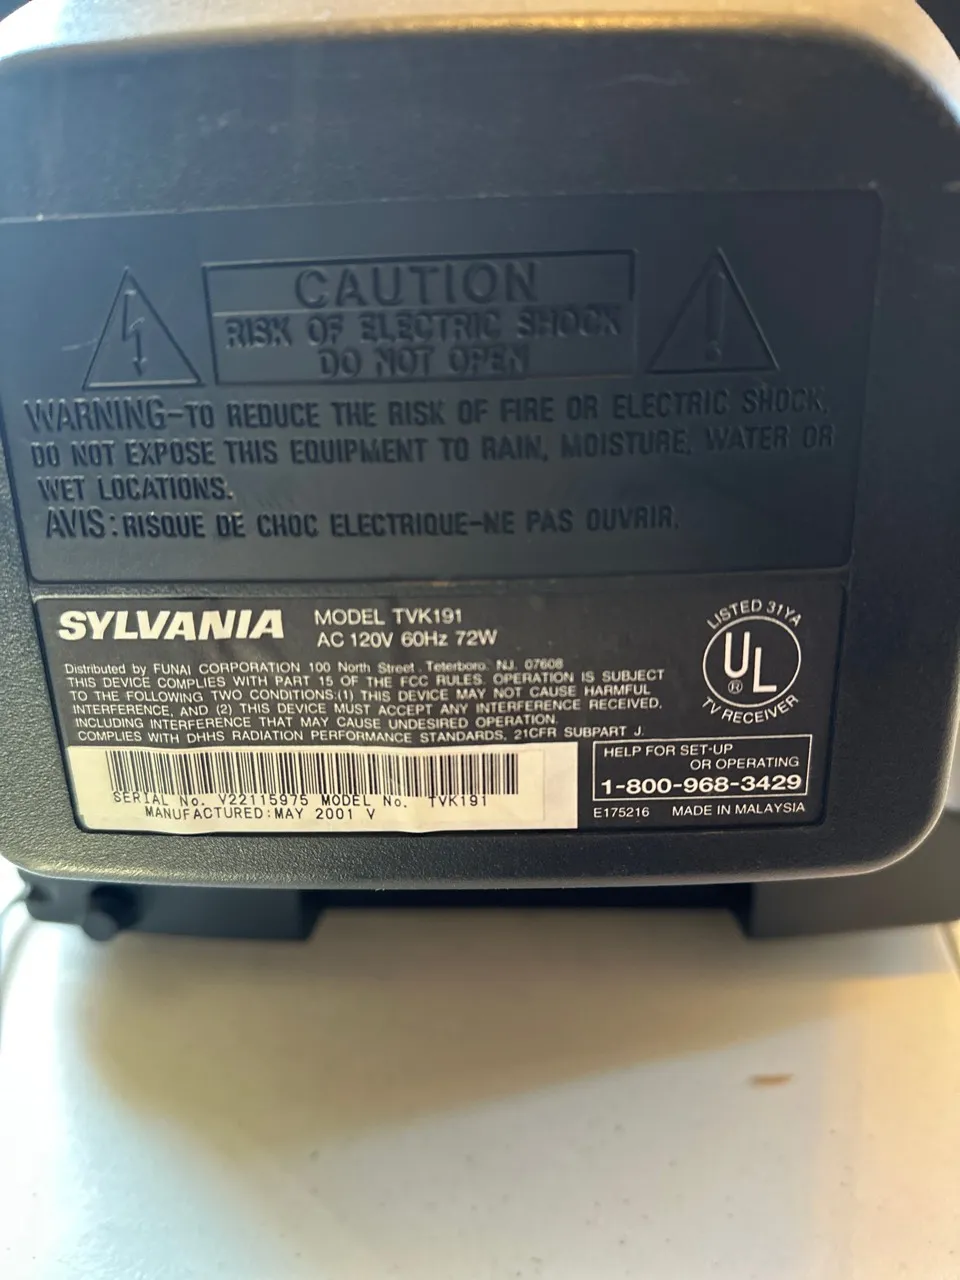 CAUTION
RISK OF ELECTRIC SHOCK
DO NOT OPEN
WARNING-TO REDUCE THE RISK OF FIRE OR ELECTRIC SHOCK,
DO NOT EXPOSE THIS EQUIPMENT TO RAIN, MOISTURE, WATER OR
WET LOCATIONS.
AVIS: RISQUE DE CHOC ELECTRIQUE-NE PAS OUVRIR.
SYLVANIA
MODEL TVK191
AC 120V 60Hz 72W
Distributed by FUNAI CORPORATION 100 North Street, Teterboro, NJ, 07608
THIS DEVICE COMPLIES WITH PART 15 OF THE FCC RULES. OPERATION IS SUBJECT
TO THE FOLLOWING TWO CONDITIONS:(1) THIS DEVICE MAY NOT CAUSE HARMFUL
INTERFERENCE, AND (2) THIS DEVICE MUST ACCEPT ANY INTERFERENCE RECEIVED,
INCLUDING INTERFERENCE THAT MAY CAUSE UNDESIRED OPERATION.
COMPLIES WITH DHHS RADIATION PERFORMANCE STANDARDS, 21CFR SUBPART J.
LISTED 31YA
UL
®
TV RECEIVER
SERIAL No. V22115975 MODEL No. TVK191
MANUFACTURED:MAY 2001 V
HELP FOR SET-UP
OR OPERATING
1-800-968-3429
E175216 MADE IN MALAYSIA